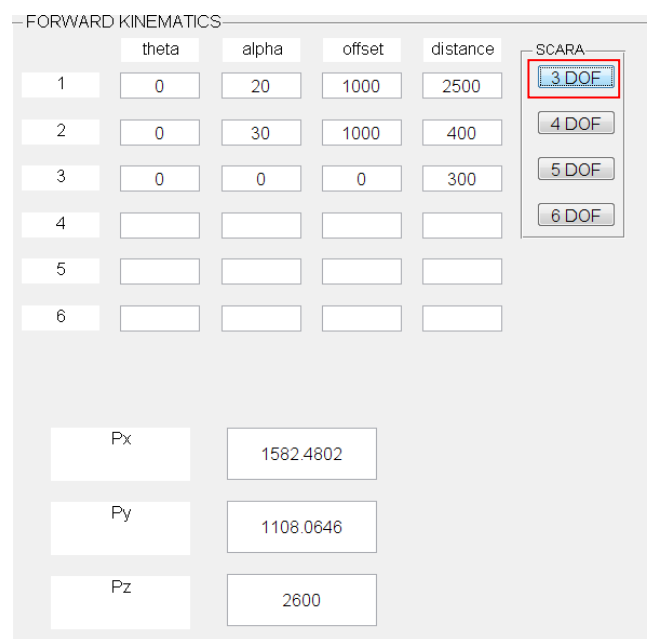 FORWARD KINEMATICS
theta alpha offset distance SCARA
1 0 20 1000 2500 3 DOF
2 0 30 1000 400 4 DOF
3 0 0 0 300 5 DOF
4 6 DOF
5
6
Px 1582.4802
Py 1108.0646
Pz 2600